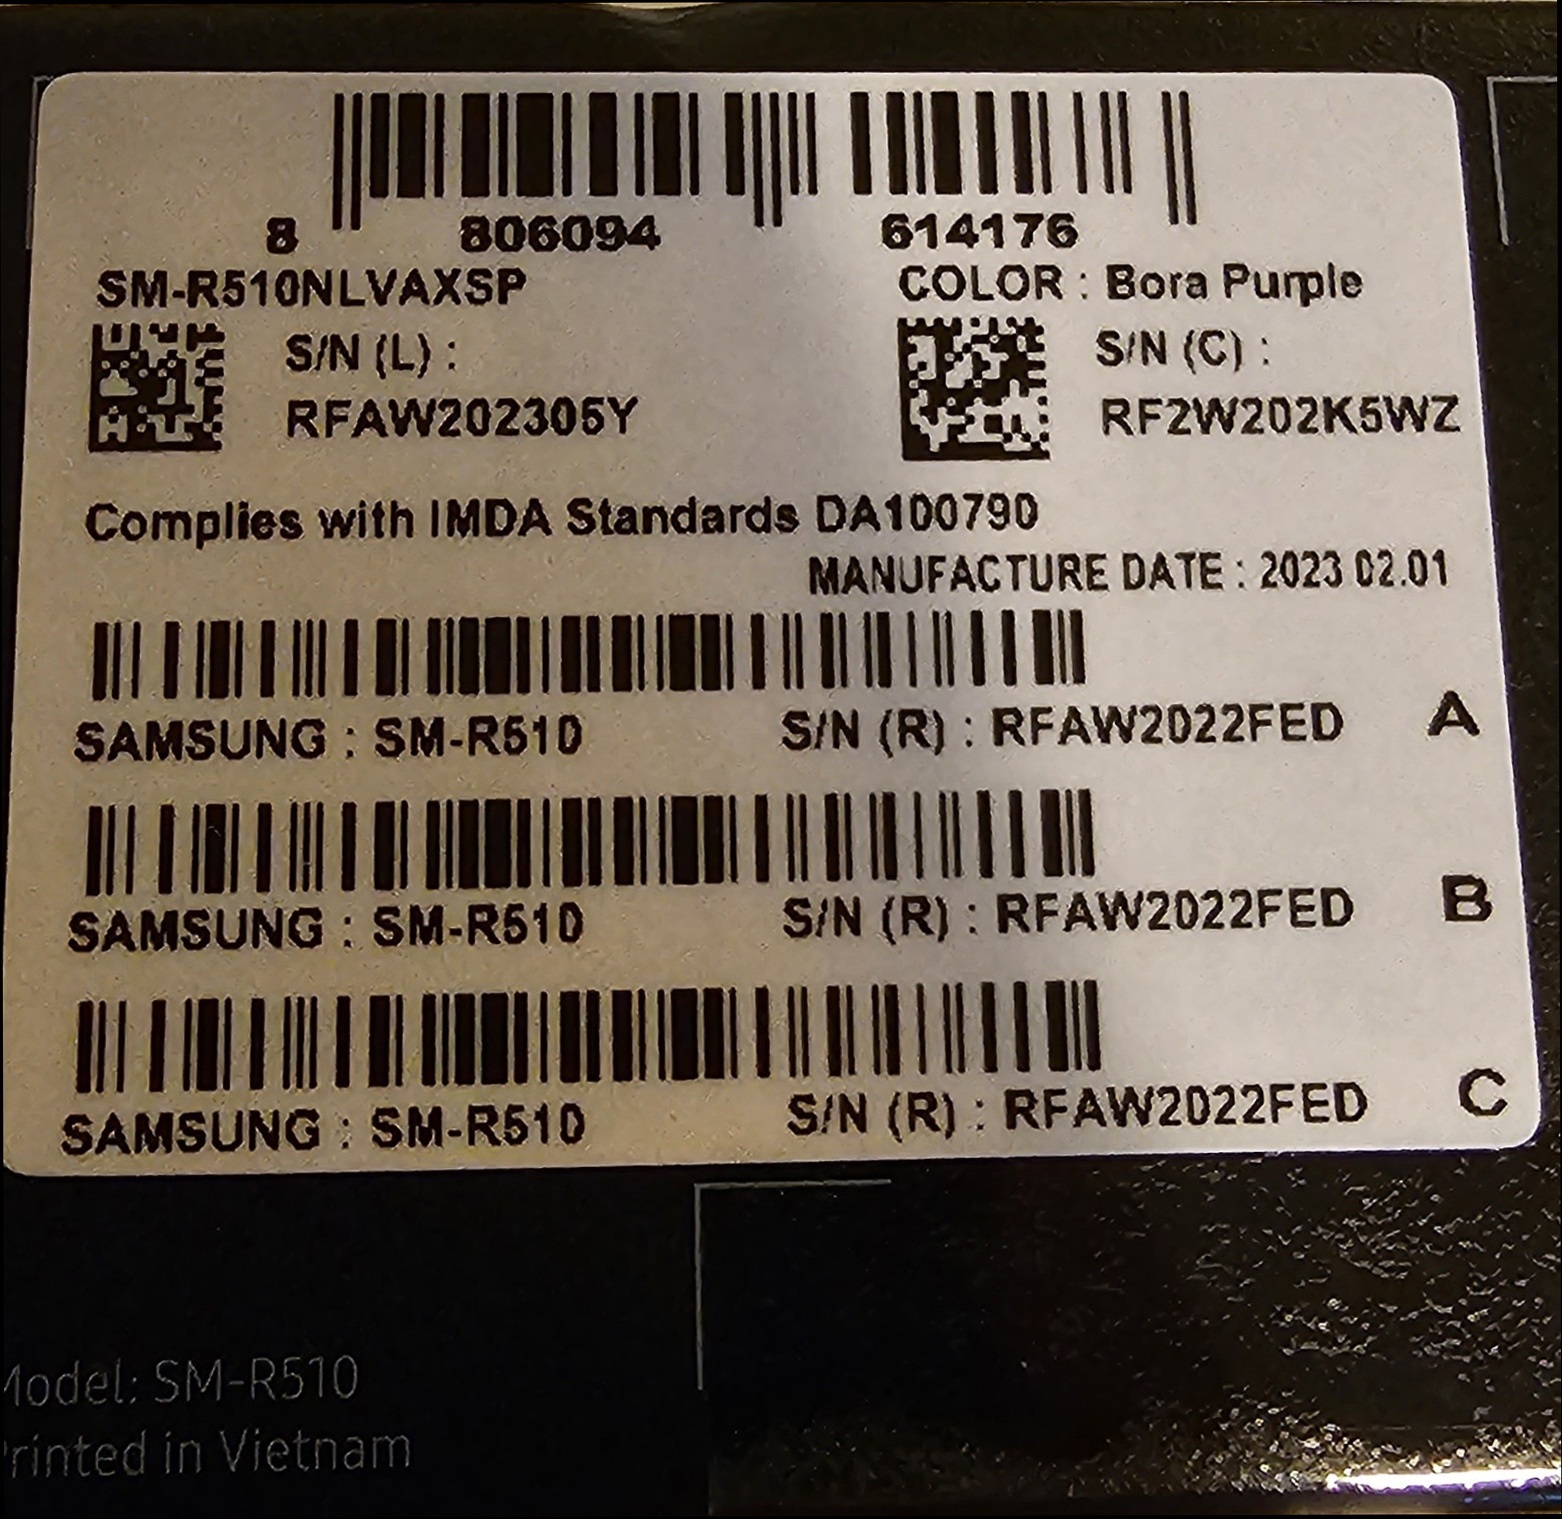 8 806094 614176
SM-R510NLVAXSP COLOR : Bora Purple
S/N (L) : S/N (C) :
RFAW202305Y RF2W202K5WZ
Complies with IMDA Standards DA100790
MANUFACTURE DATE : 2023 02.01
SAMSUNG : SM-R510 S/N (R) : RFAW2022FED A
SAMSUNG : SM-R510 S/N (R) : RFAW2022FED B
SAMSUNG : SM-R510 S/N (R) : RFAW2022FED C
Model: SM-R510
Printed in Vietnam